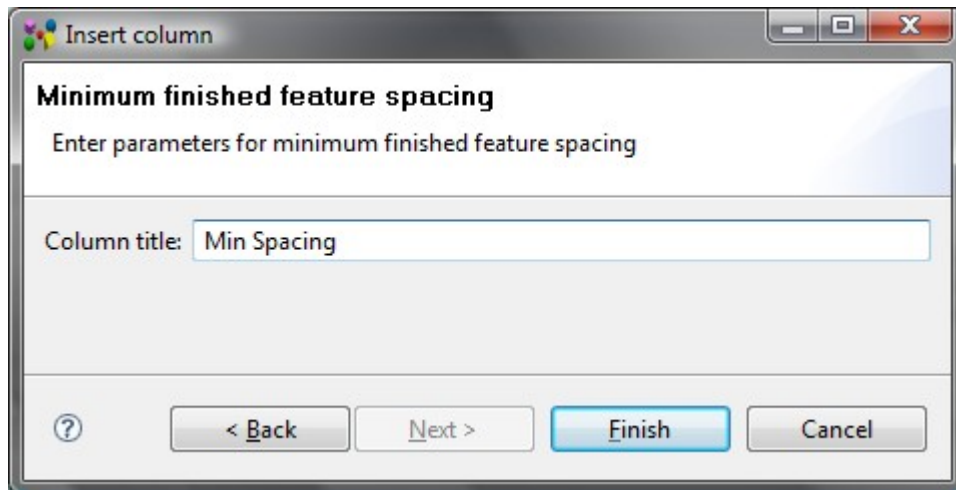 Insert column
Minimum finished feature spacing
Enter parameters for minimum finished feature spacing
Column title: Min Spacing
? < Back Next > Finish Cancel